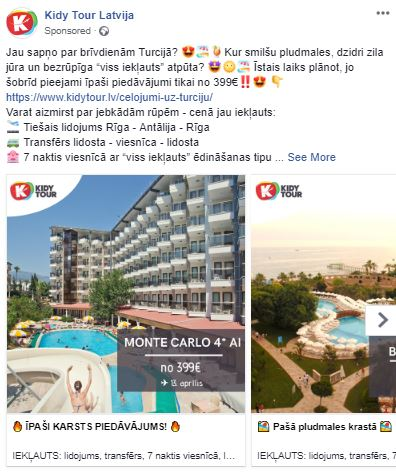 Kidy Tour Latvija
Sponsored ·
Jau sapņo par brīvdienām Turcijā? 😍🏖️👙 Kur smilšu pludmales, dzidri zila
jūra un bezrūpīga “viss iekļauts” atpūta? 😍🌞🏖️ Īstais laiks plānot, jo
šobrīd pieejami īpaši piedāvājumi tikai no 399€‼️😍 👇
https://www.kidytour.lv/celojumi-uz-turciju/
Varat aizmirst par jebkādām rūpēm - cenā jau iekļauts:
🛫 Tiešais lidojums Rīga - Antālija - Rīga
🚌 Transfērs lidosta - viesnīca - lidosta
🏩 7 naktis viesnīcā ar “viss iekļauts” ēdināšanas tipu ... See More
K KIDY TOUR
K KIDY TOUR
MONTE CARLO 4* AI
no 399€
✈ 13. aprīlis
B
🔥 ĪPAŠI KARSTS PIEDĀVĀJUMS! 🔥
🏖️ Pašā pludmales krastā 🏖️
IEKĻAUTS: lidojums, transfērs, 7 naktis viesnīcā, I...
IEKĻAUTS: lidojums, tra